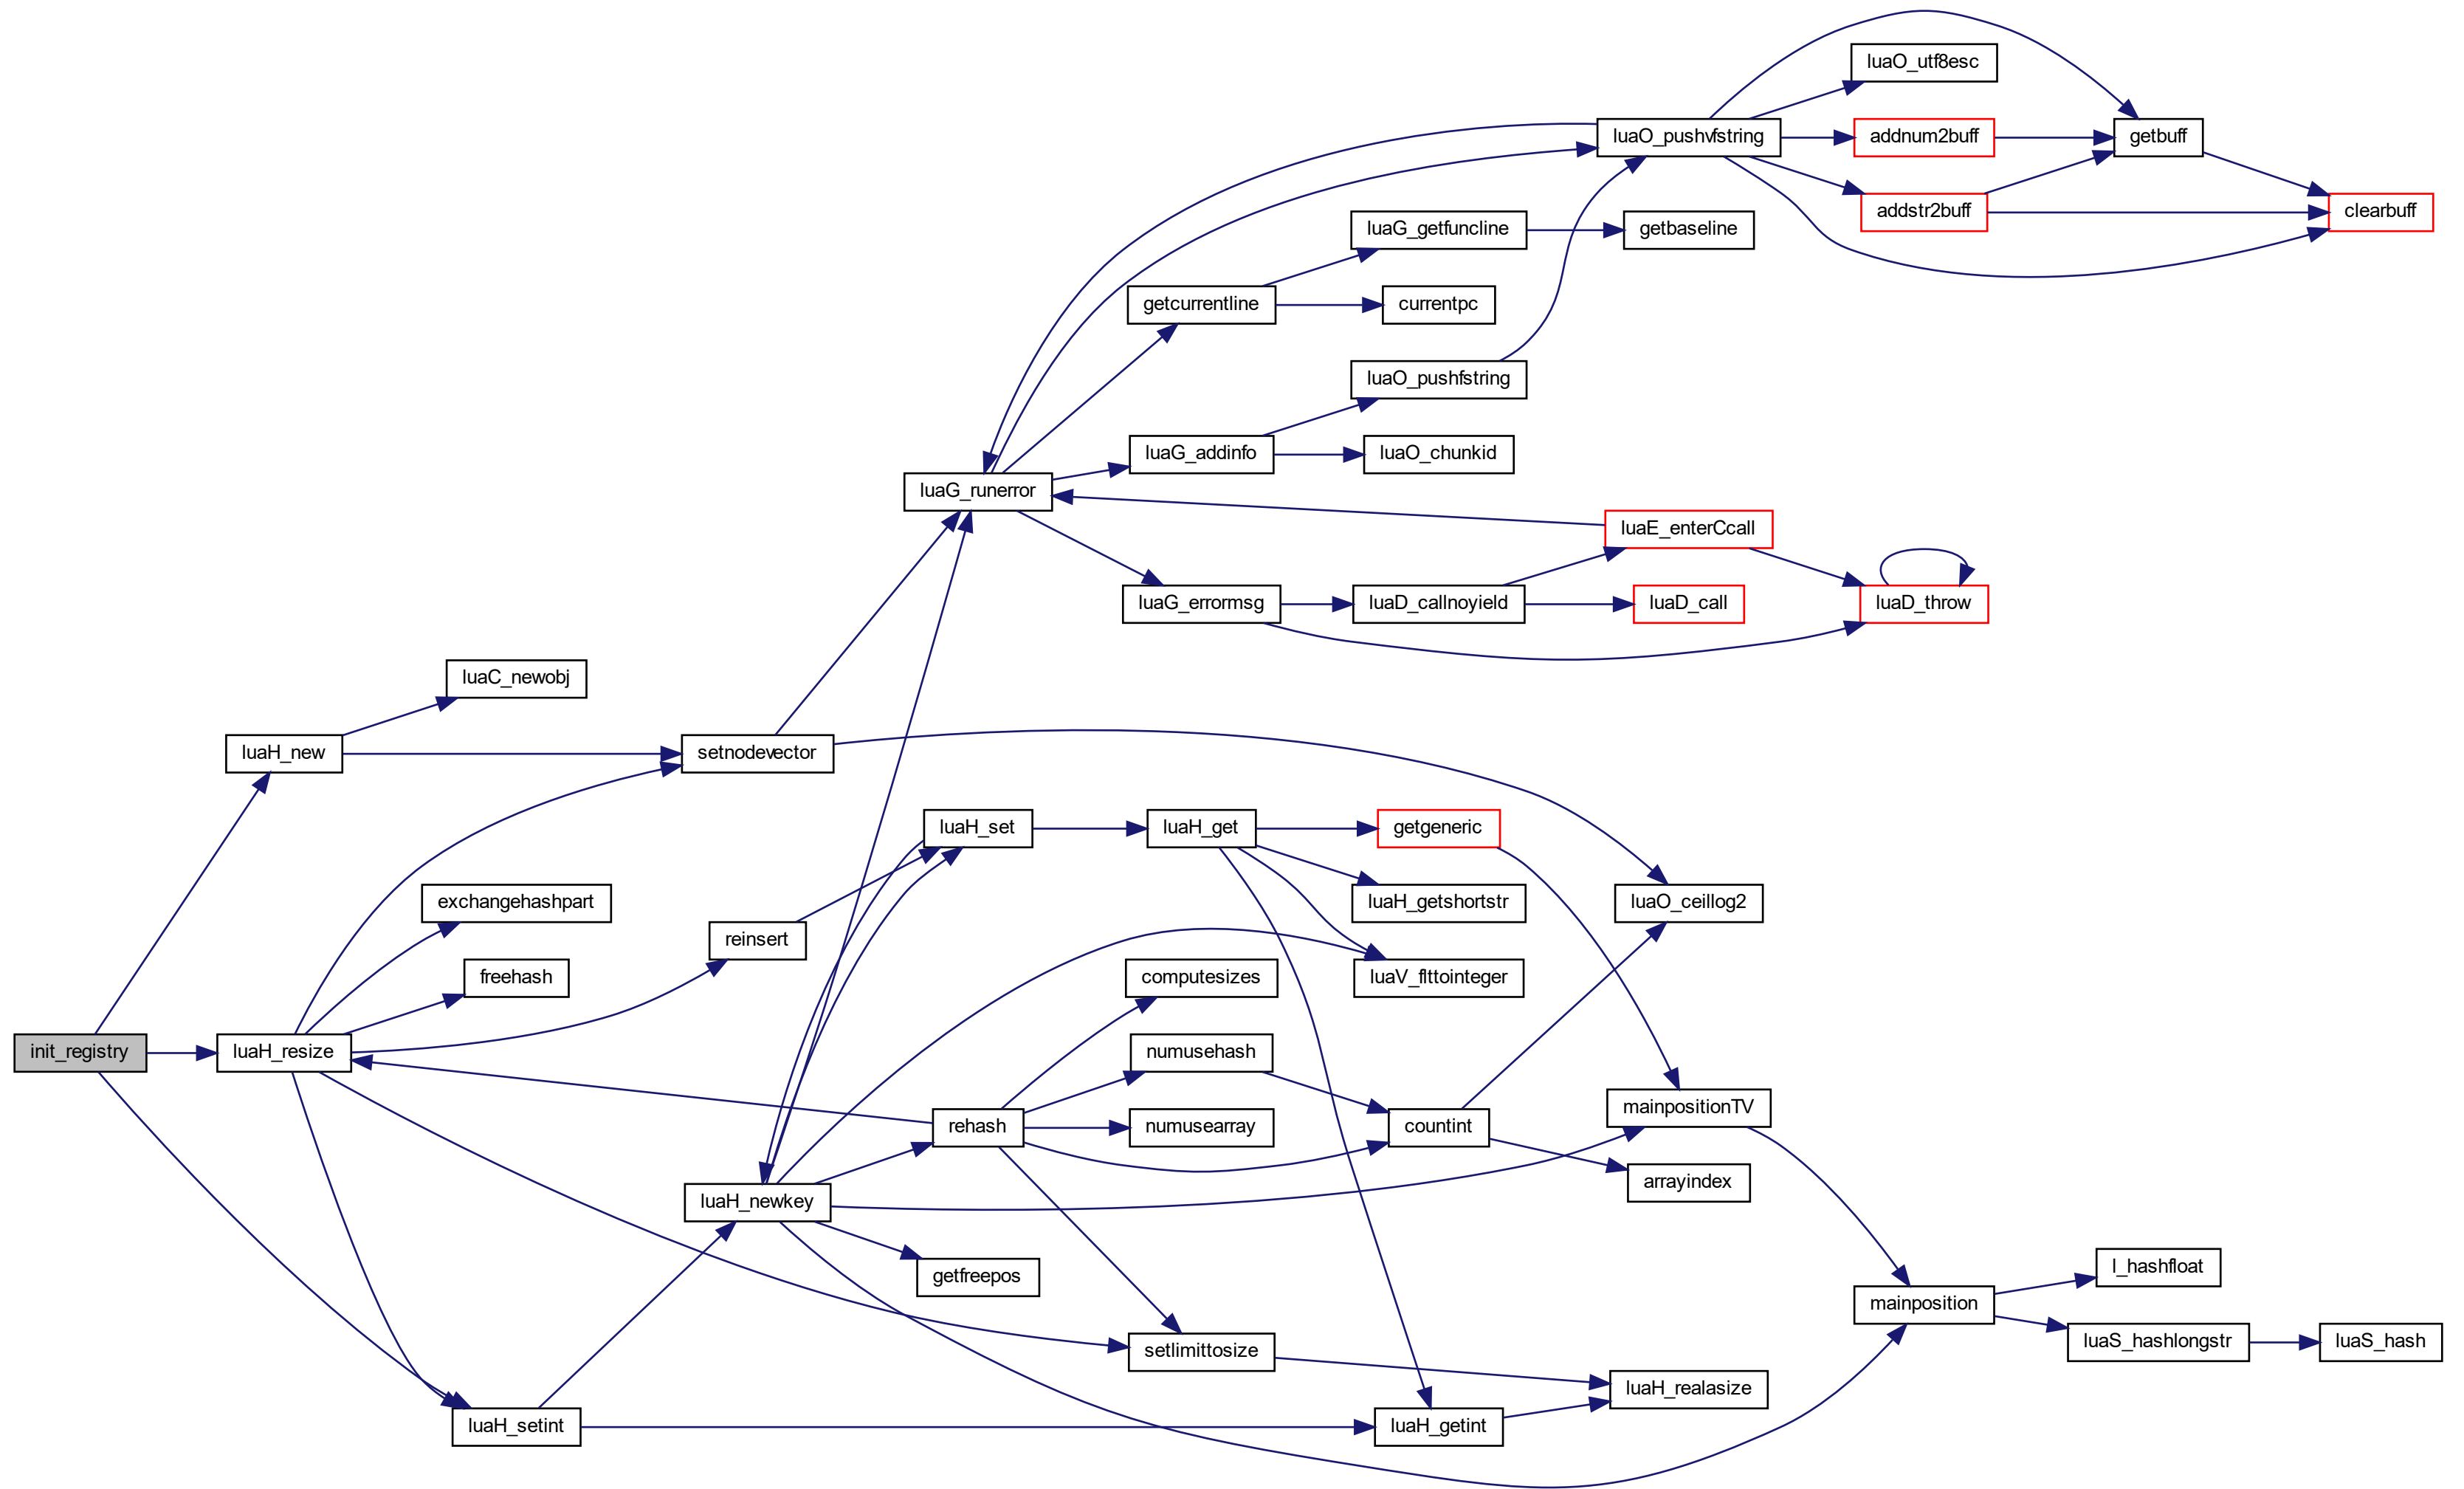 luaO_utf8esc
luaO_pushvfstring
addnum2buff
getbuff
addstr2buff
clearbuff
luaG_getfuncline
getbaseline
getcurrentline
currentpc
luaO_pushfstring
luaG_addinfo
luaO_chunkid
luaG_runerror
luaE_enterCcall
luaG_errormsg
luaD_callnoyield
luaD_call
luaD_throw
luaC_newobj
luaH_new
setnodevector
luaH_set
luaH_get
getgeneric
exchangehashpart
luaH_getshortstr
luaO_ceillog2
reinsert
freehash
computesizes
luaV_flttointeger
init_registry
luaH_resize
numusehash
mainpositionTV
rehash
numusearray
countint
arrayindex
luaH_newkey
getfreepos
l_hashfloat
mainposition
setlimittosize
luaS_hashlongstr
luaS_hash
luaH_realasize
luaH_setint
luaH_getint